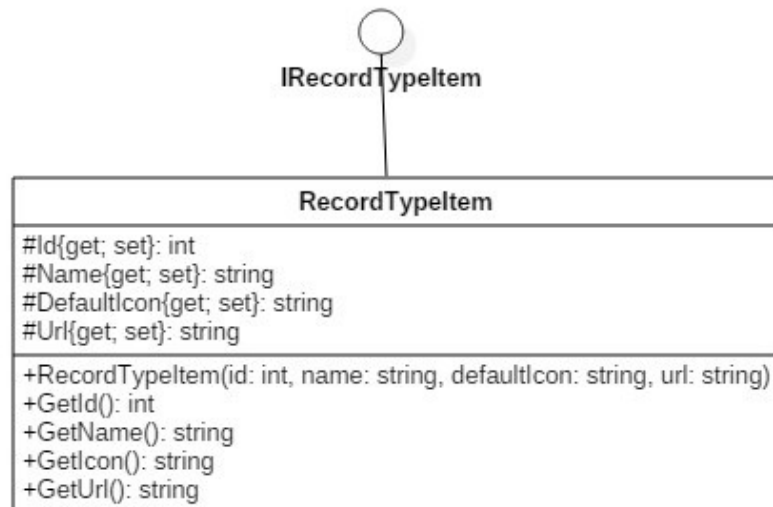 IRecordTypeItem
RecordTypeItem
#Id{get; set}: int
#Name{get; set}: string
#DefaultIcon{get; set}: string
#Url{get; set}: string
+RecordTypeItem(id: int, name: string, defaultIcon: string, url: string)
+GetId(): int
+GetName(): string
+GetIcon(): string
+GetUrl(): string